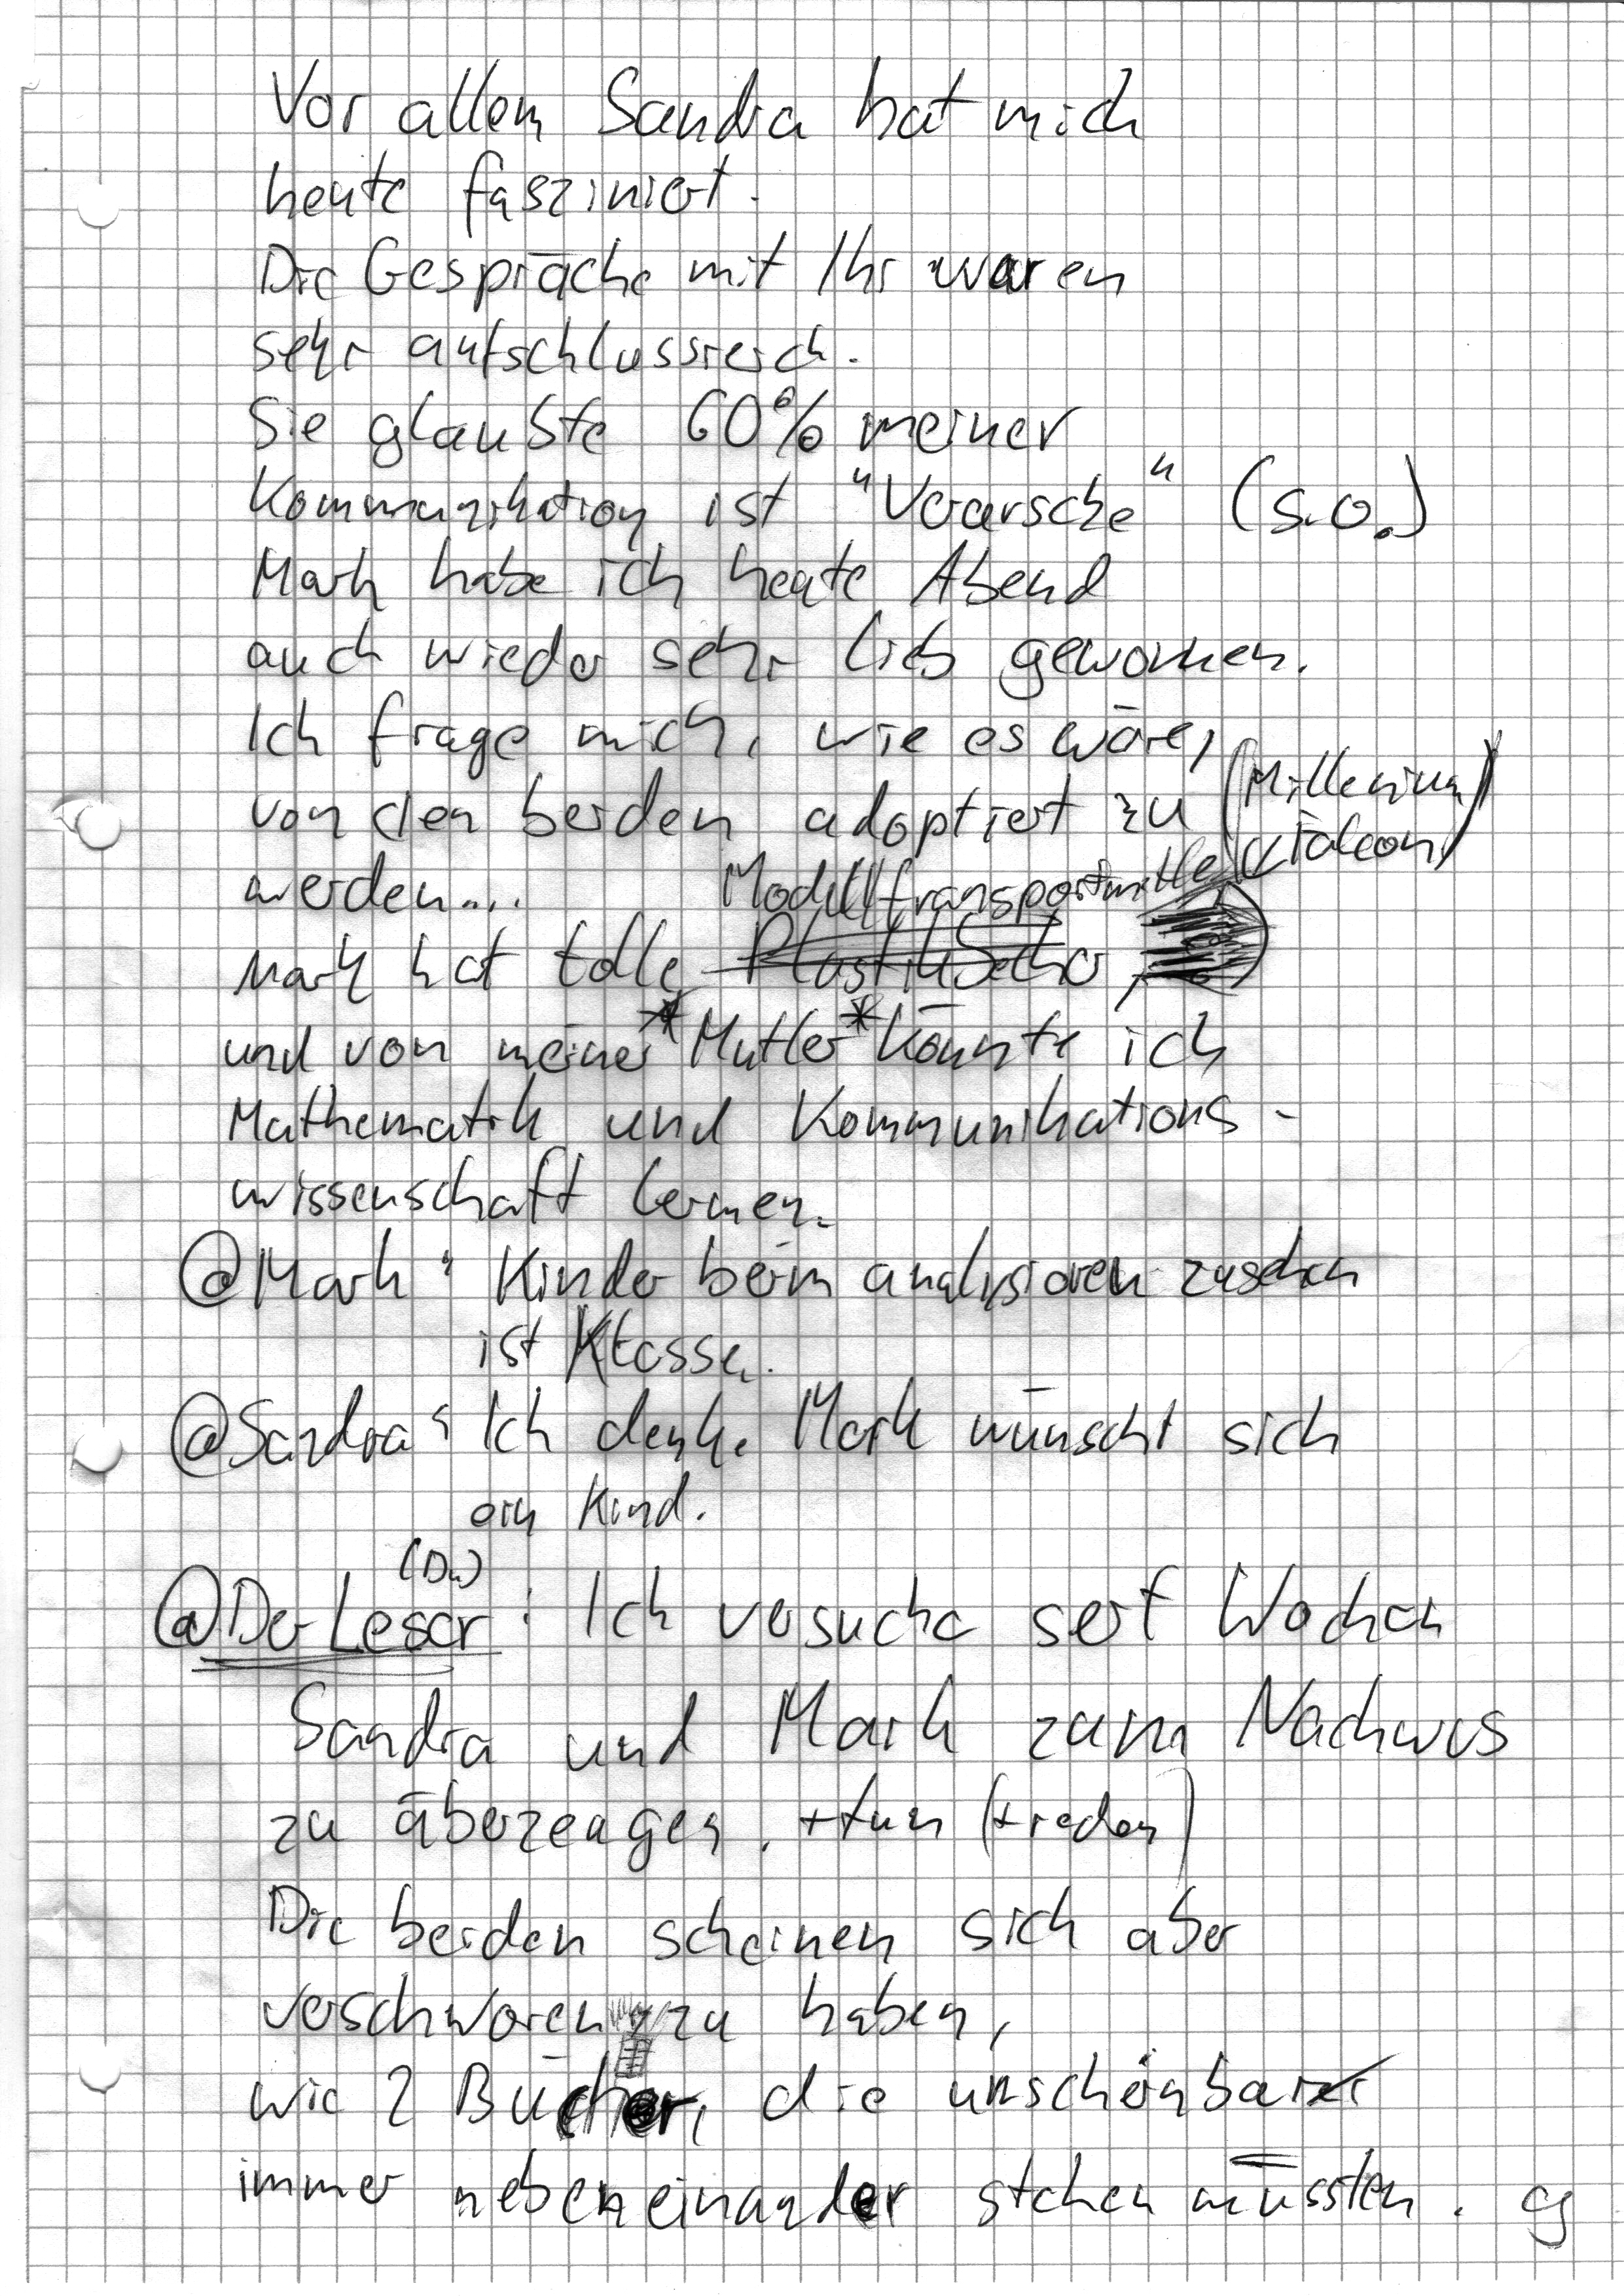 Vor allem Sandra hat mich
heute fasziniert.
Die Gespräche mit Ihr waren
sehr aufschlussreich.
Sie glaubte 60% meiner
Kommunikation ist "Verarsche" (s.o.)
Mark habe ich heute Abend
auch wieder sehr lieb gewonnen.
Ich frage mich, wie es wäre,
von den beiden adoptiert zu (Millenium
werden.... Modelltransportmittel Falcon)
Mark hat tolle
und von meiner *Mutter* könnte ich
Mathematik und Kommunikations-
wissenschaft lernen.
@Mark: Kinder beim analysieren zusehen
ist Klasse.
@Sandra: Ich denke Mark wünscht sich
ein Kind.
(Du)
@Der Leser: Ich versuche seit Wochen
Sandra und Mark zum Nachwus
zu überzeugen. ++un (+reden)
Die beiden scheinen sich aber
verschworen zu haben,
wie 2 Bücher, die unscheinbar
immer nebeneinander stehen müssten.